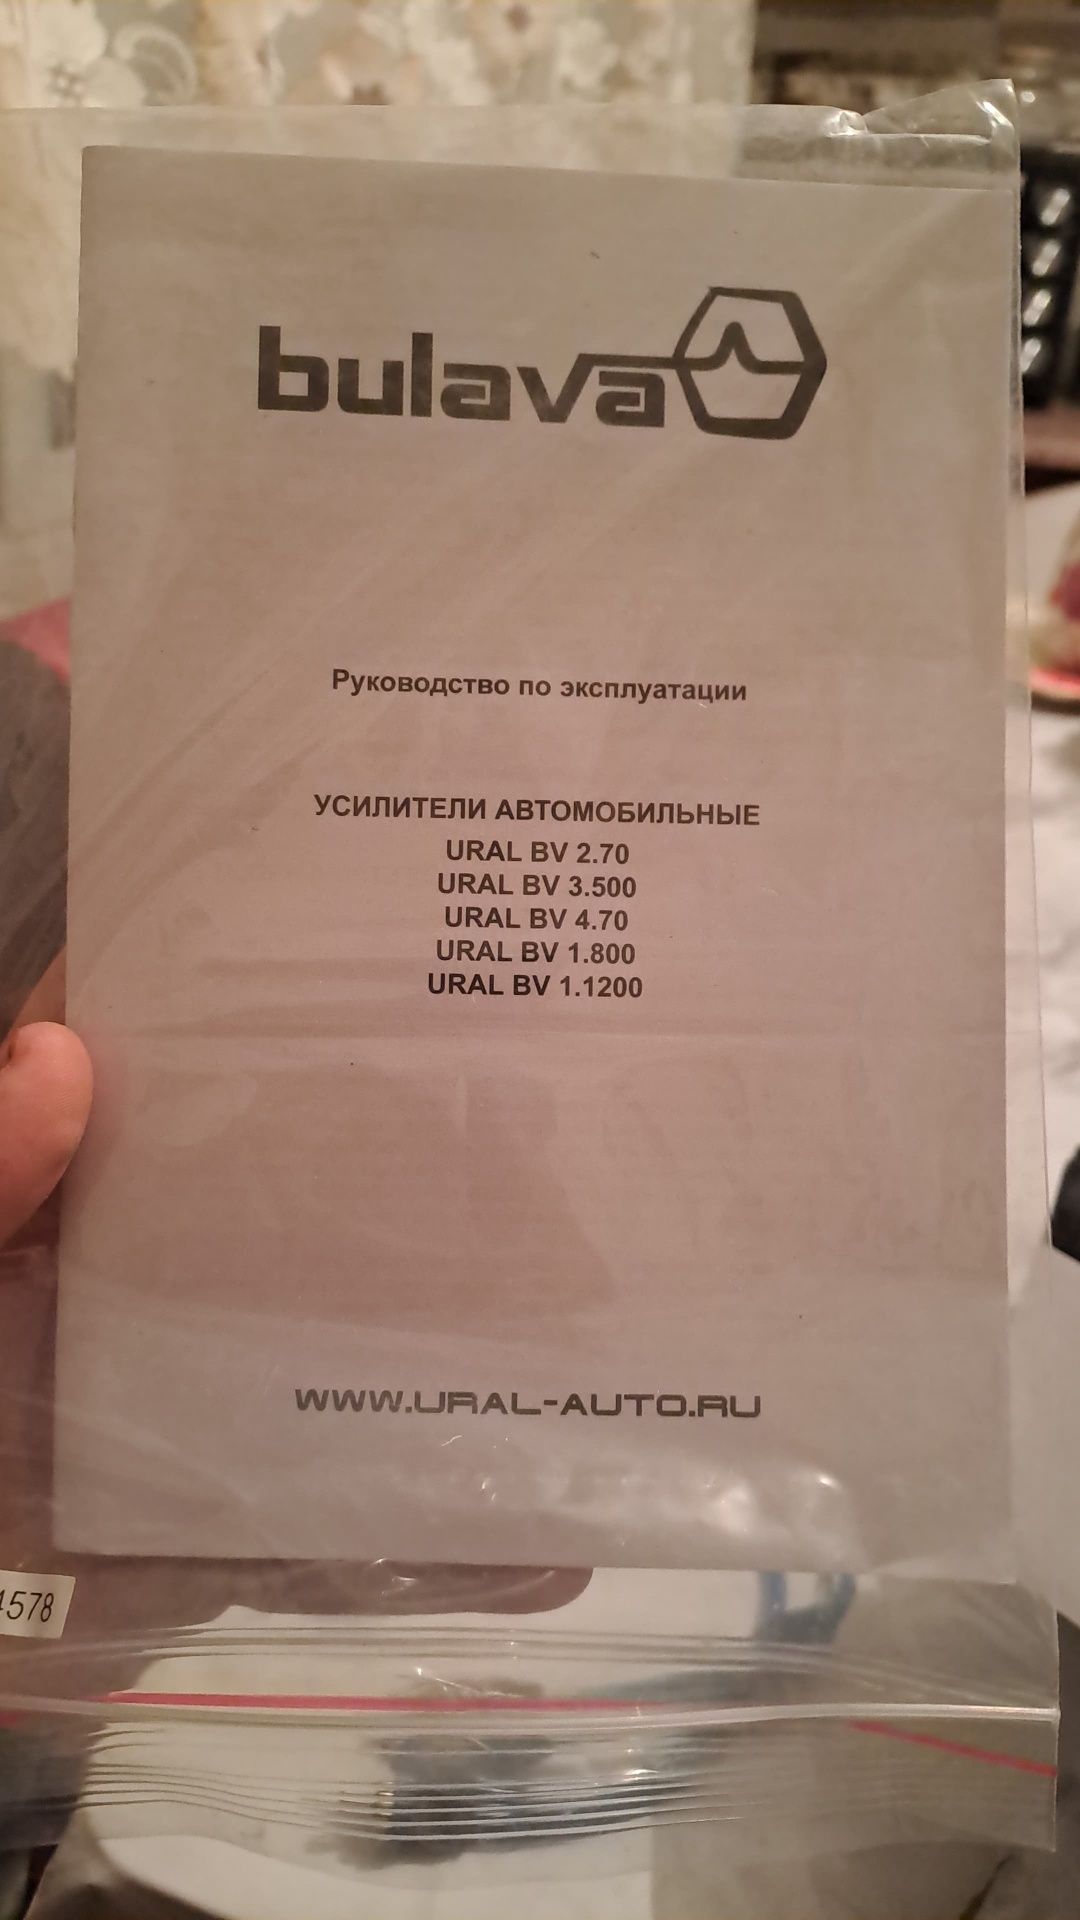 bulava
Руководство по эксплуатации
УСИЛИТЕЛИ АВТОМОБИЛЬНЫЕ
URAL BV 2.70
URAL BV 3.500
URAL BV 4.70
URAL BV 1.800
URAL BV 1.1200
WWW.URAL-AUTO.RU
4578